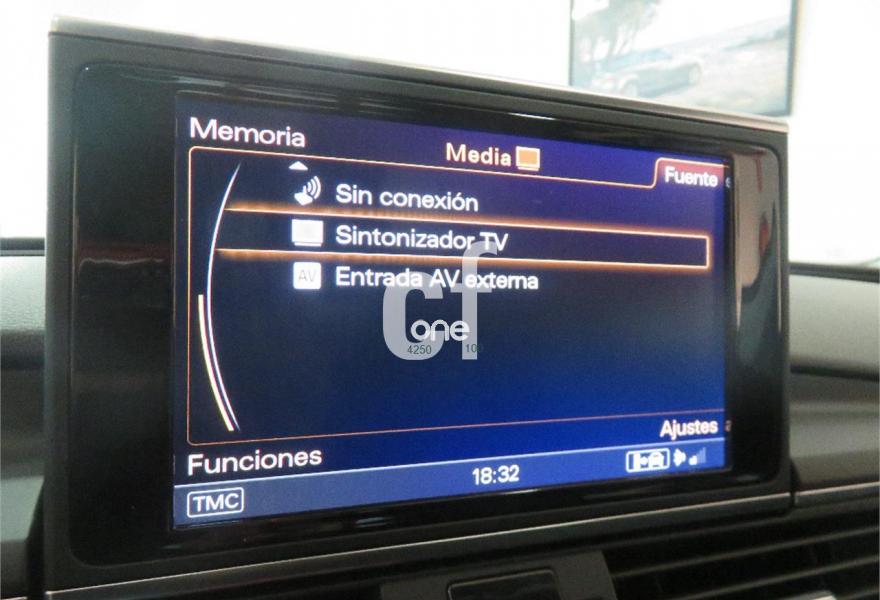 Memoria
Media
Fuente
Sin conexión
Sintonizador TV
AV Entrada AV externa
cf
one
4250
Ajustes
Funciones
18:32
TMC